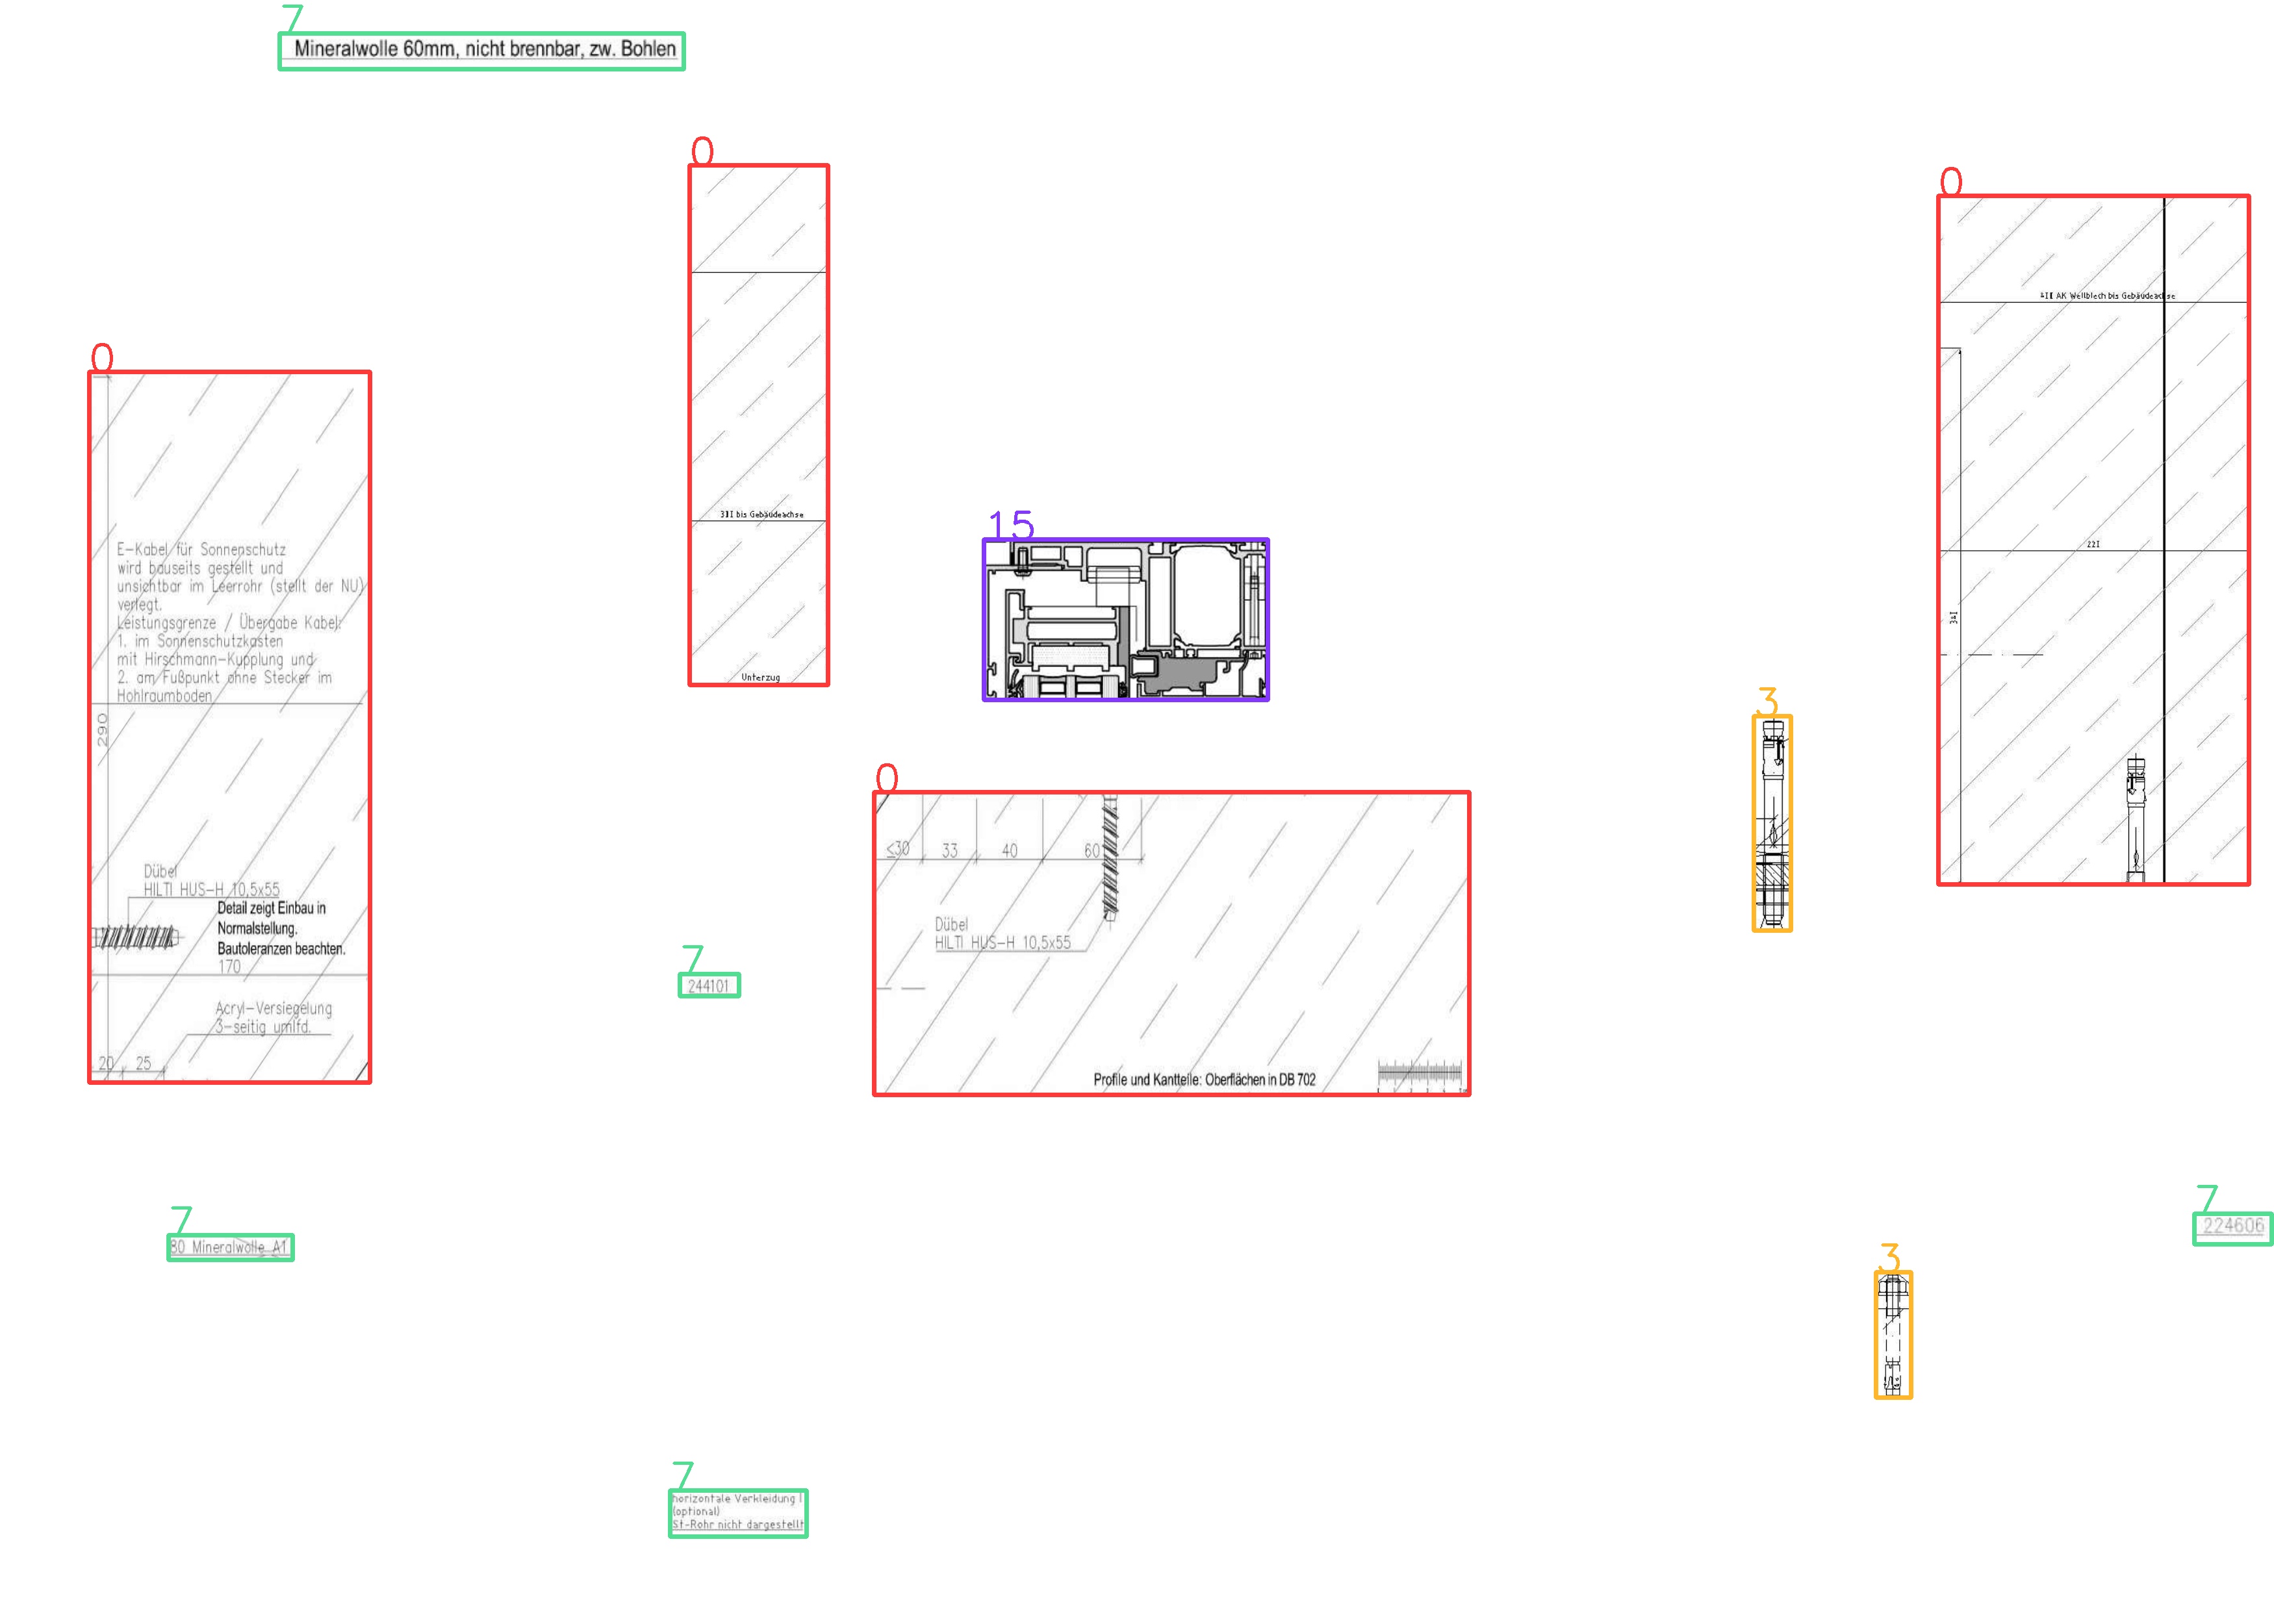 7
Mineralwolle 60mm, nicht brennbar, zw. Bohlen
0
3II bis Gebäudeachse
Unterzug
0
4II AK Wellblech bis Gebäudeachse
22I
34I
0
E-Kabel für Sonnenschutz
wird bauseits gestellt und
unsichtbar im Leerrohr (stellt der NU)
verlegt.
Leistungsgrenze / Übergabe Kabel:
1. im Sonnenschutzkasten
mit Hirschmann-Kupplung und
2. am Fußpunkt ohne Stecker im
Hohlraumboden
290
Dübel
HILTI HUS-H 10,5x55
Detail zeigt Einbau in
Normalstellung.
Bautoleranzen beachten.
170
Acryl-Versiegelung
3-seitig umlfd.
20 25
15
3
0
≤30 33 40 60
Dübel
HILTI HUS-H 10,5x55
Profile und Kantteile: Oberflächen in DB 702
7
244101
7
80 Mineralwolle A1
7
224606
3
7
horizontale Verkleidung
(optional)
St-Rohr nicht dargestellt